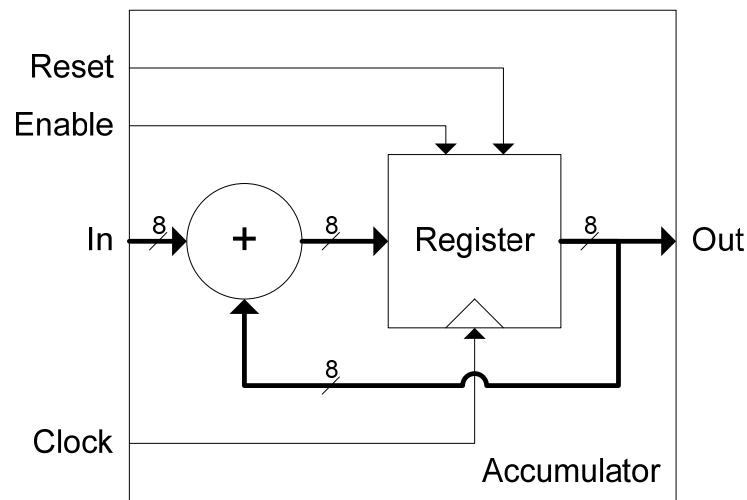 Reset
Enable
In
8
+
8
Register
8
Out
8
Clock
Accumulator